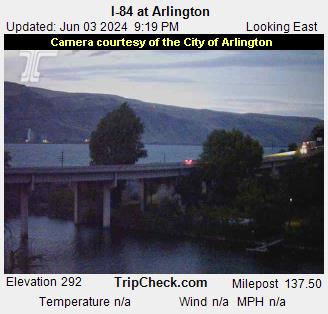 I-84 at Arlington
Updated: Jun 03 2024 9:19 PM Looking East
Camera courtesy of the City of Arlington
Elevation 292 TripCheck.com Milepost 137.50
Temperature n/a Wind n/a MPH n/a